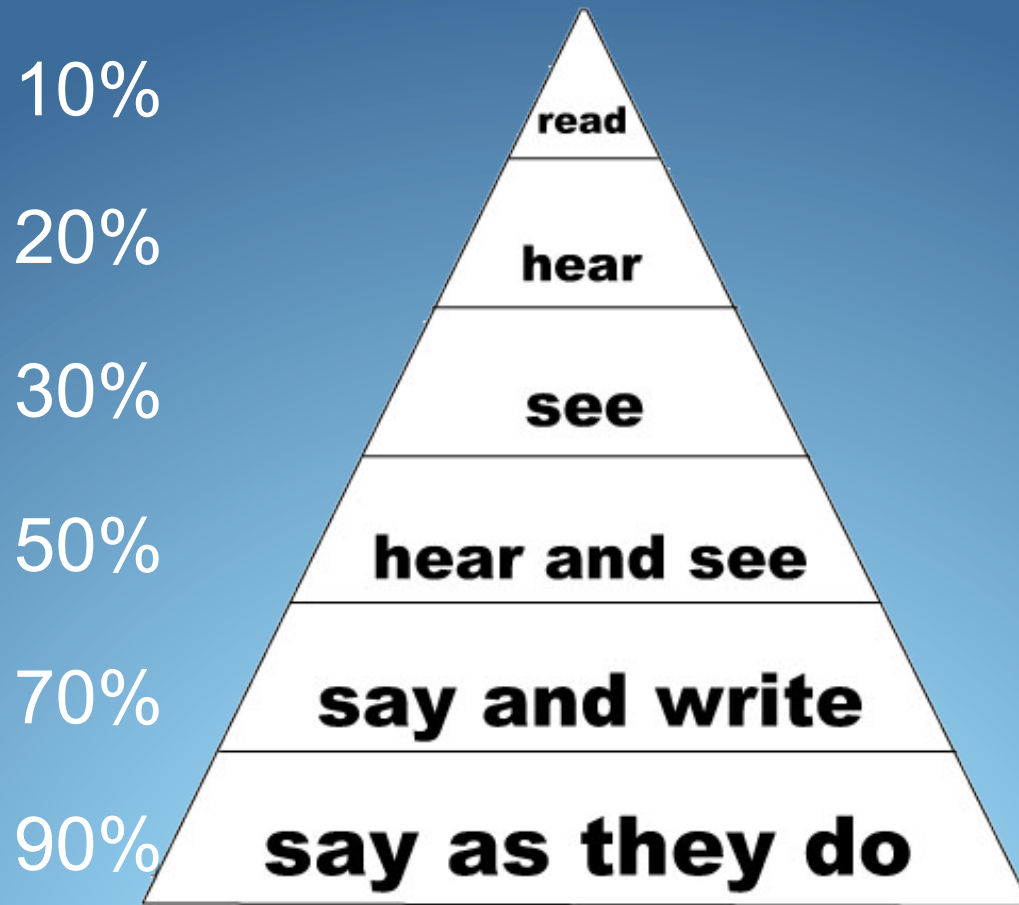 10%
read
20%
hear
30%
see
50%
hear and see
70%
say and write
90%
say as they do